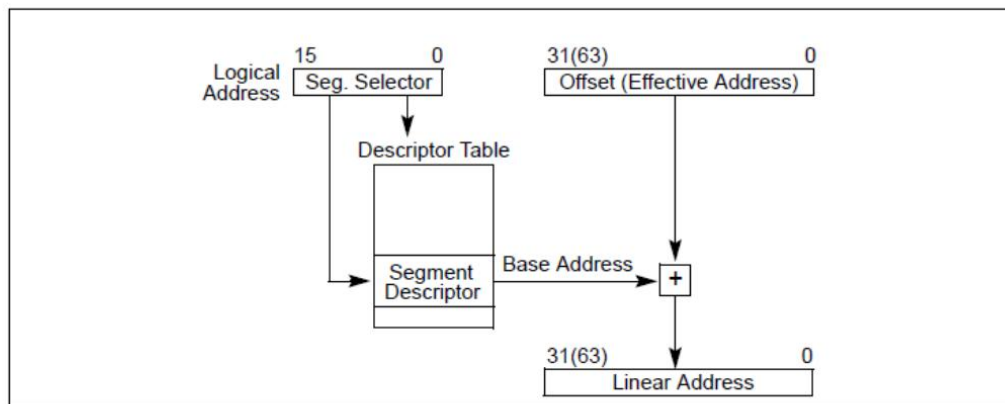 15 0
31(63) 0
Logical
Address
Seg. Selector
Offset (Effective Address)
Descriptor Table
Base Address
Segment
Descriptor
+
31(63) 0
Linear Address